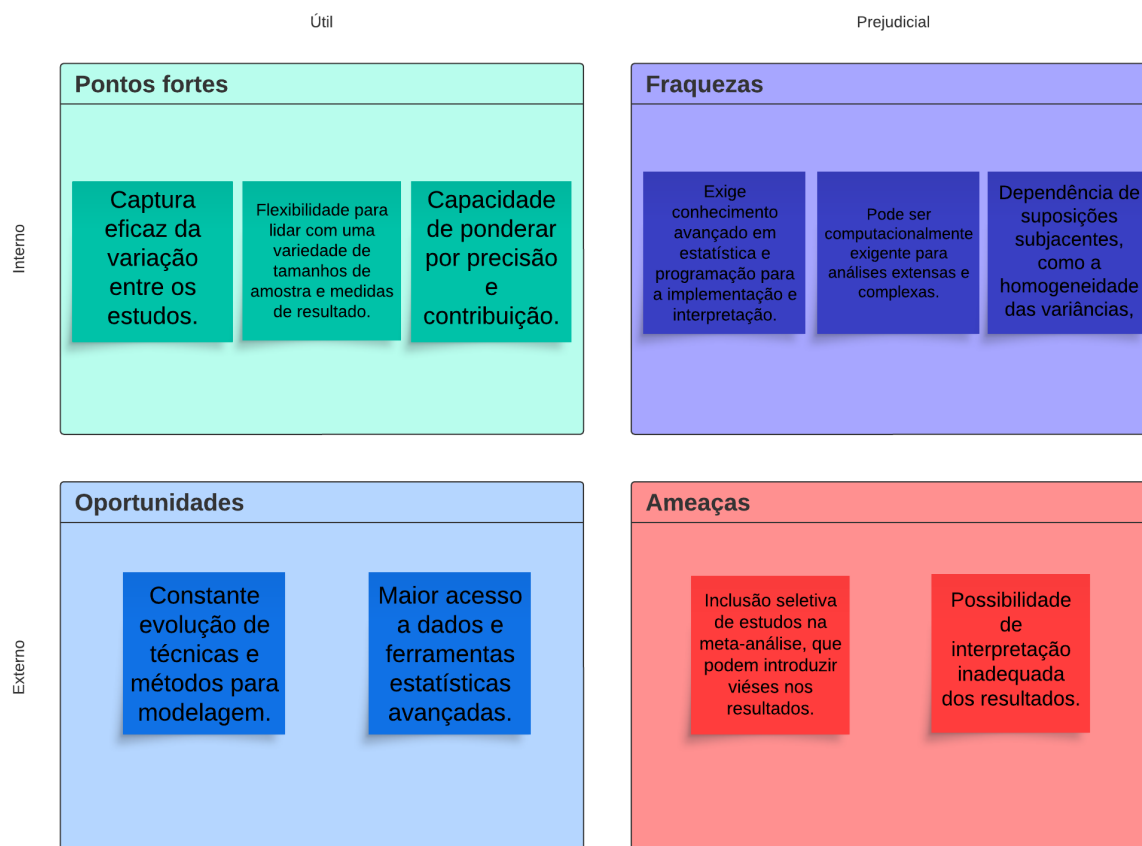 Útil
Prejudicial
Interno
Pontos fortes
Captura
eficaz da
variação
entre os
estudos.
Flexibilidade para
lidar com uma
variedade de
tamanhos de
amostra e medidas
de resultado.
Capacidade
de ponderar
por precisão
e
contribuição.
Fraquezas
Exige
conhecimento
avançado em
estatística e
programação para
a implementação e
interpretação.
Pode ser
computacionalmente
exigente para
análises extensas e
complexas.
Dependência de
suposições
subjacentes,
como a
homogeneidade
das variâncias,
Externo
Oportunidades
Constante
evolução de
técnicas e
métodos para
modelagem.
Maior acesso
a dados e
ferramentas
estatísticas
avançadas.
Ameaças
Inclusão seletiva
de estudos na
meta-análise, que
podem introduzir
viéses nos
resultados.
Possibilidade
de
interpretação
inadequada
dos resultados.